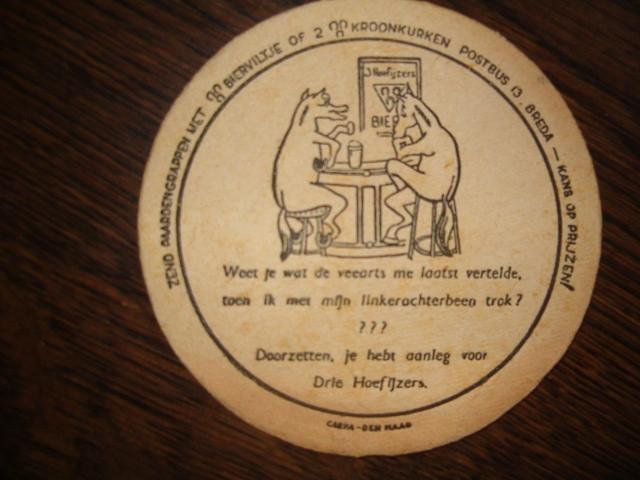 ZEND PAARDENGRAPPEN MET BIERVILTJE OF 2 KROONKURKEN POSTBUS 13. BREDA — KANS OP PRIJZEN!
3 Hoefijzers
BIER
Weet je wat de veearts me laatst vertelde,
toen ik met mijn linkerachterbeen trok?
???
Doorzetten, je hebt aanleg voor
Drie Hoefijzers.
DEN HAAG